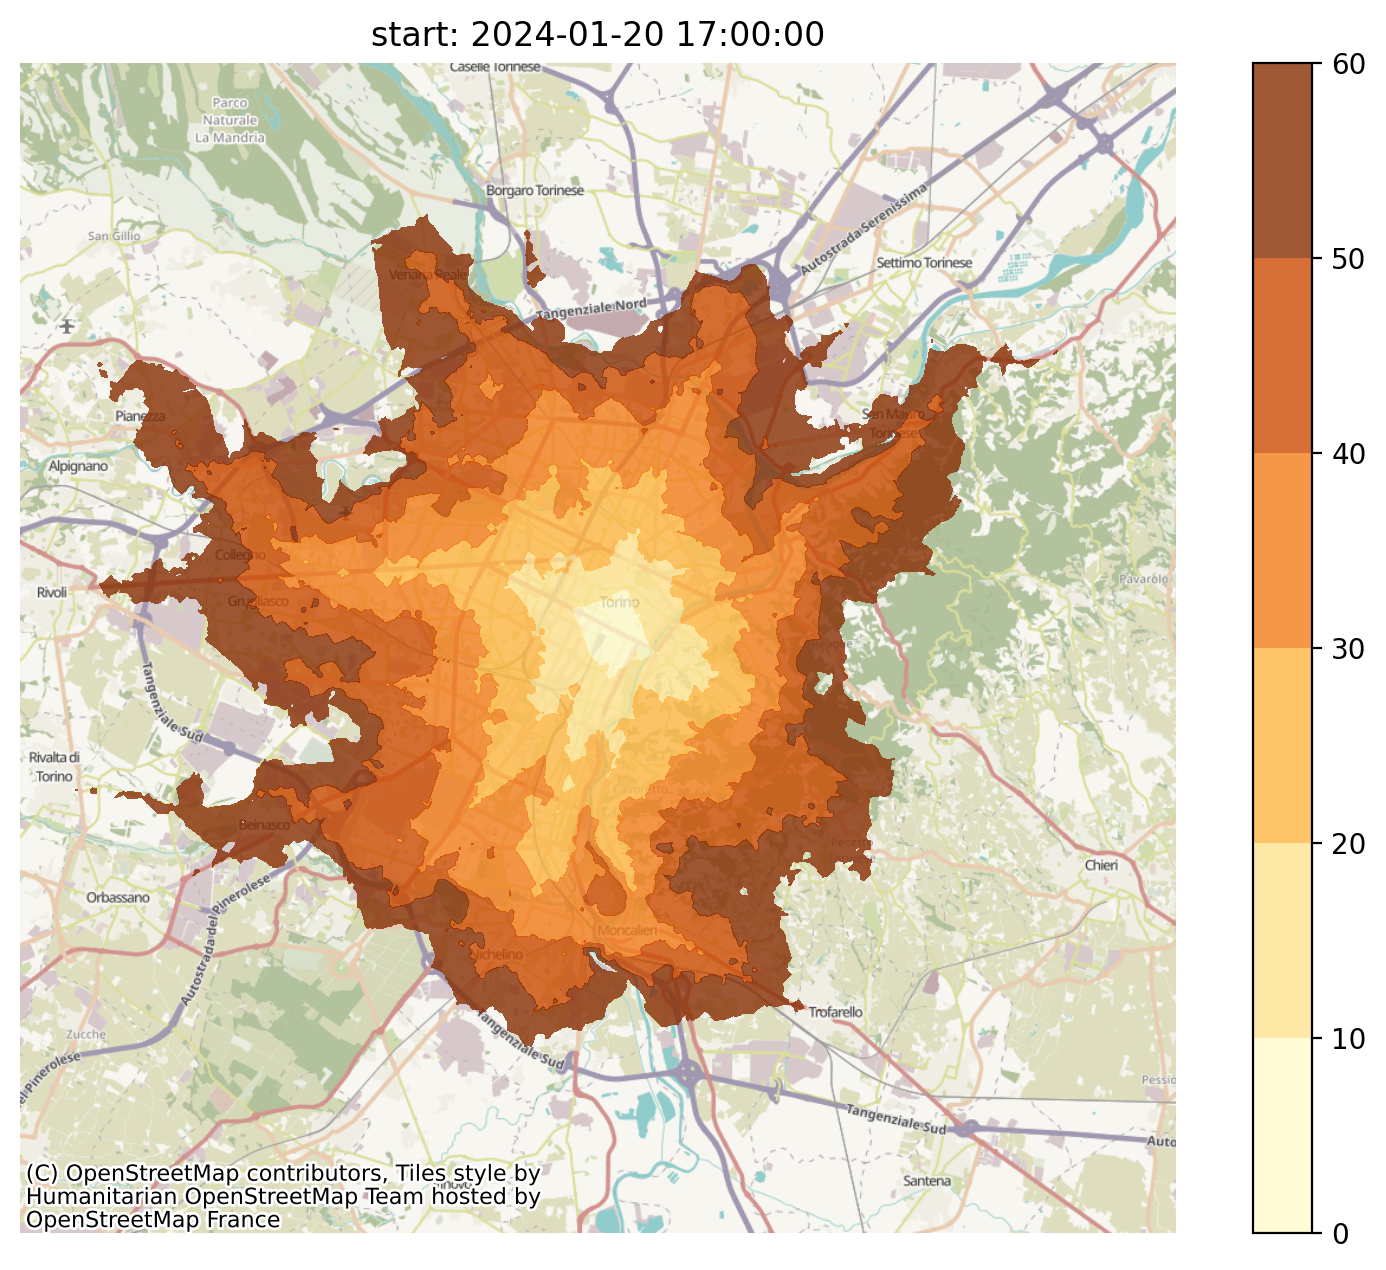 start: 2024-01-20 17:00:00
60
Caselle Torinese
Parco
Naturale
La Mandria
Borgaro Torinese
Autostrada Serenissima
San Gillio
50
Settimo Torinese
Venaria Reale
Tangenziale Nord
Pianezza
San Mauro
Torinese
40
Alpignano
Collegno
Pavarolo
Rivoli
Grugliasco
Torino
30
Tangenziale Sud
Rivalta di
Torino
Cavoretto
Beinasco
20
Chieri
Orbassano
Autostrada del Pinerolese
Moncalieri
Nichelino
Trofarello
Zucche
Tangenziale Sud
10
el Pinerolese
Pessio
Tangenziale Sud
Auto
(C) OpenStreetMap contributors, Tiles style by
Santena
Humanitarian OpenStreetMap Team hosted by
OpenStreetMap France
0